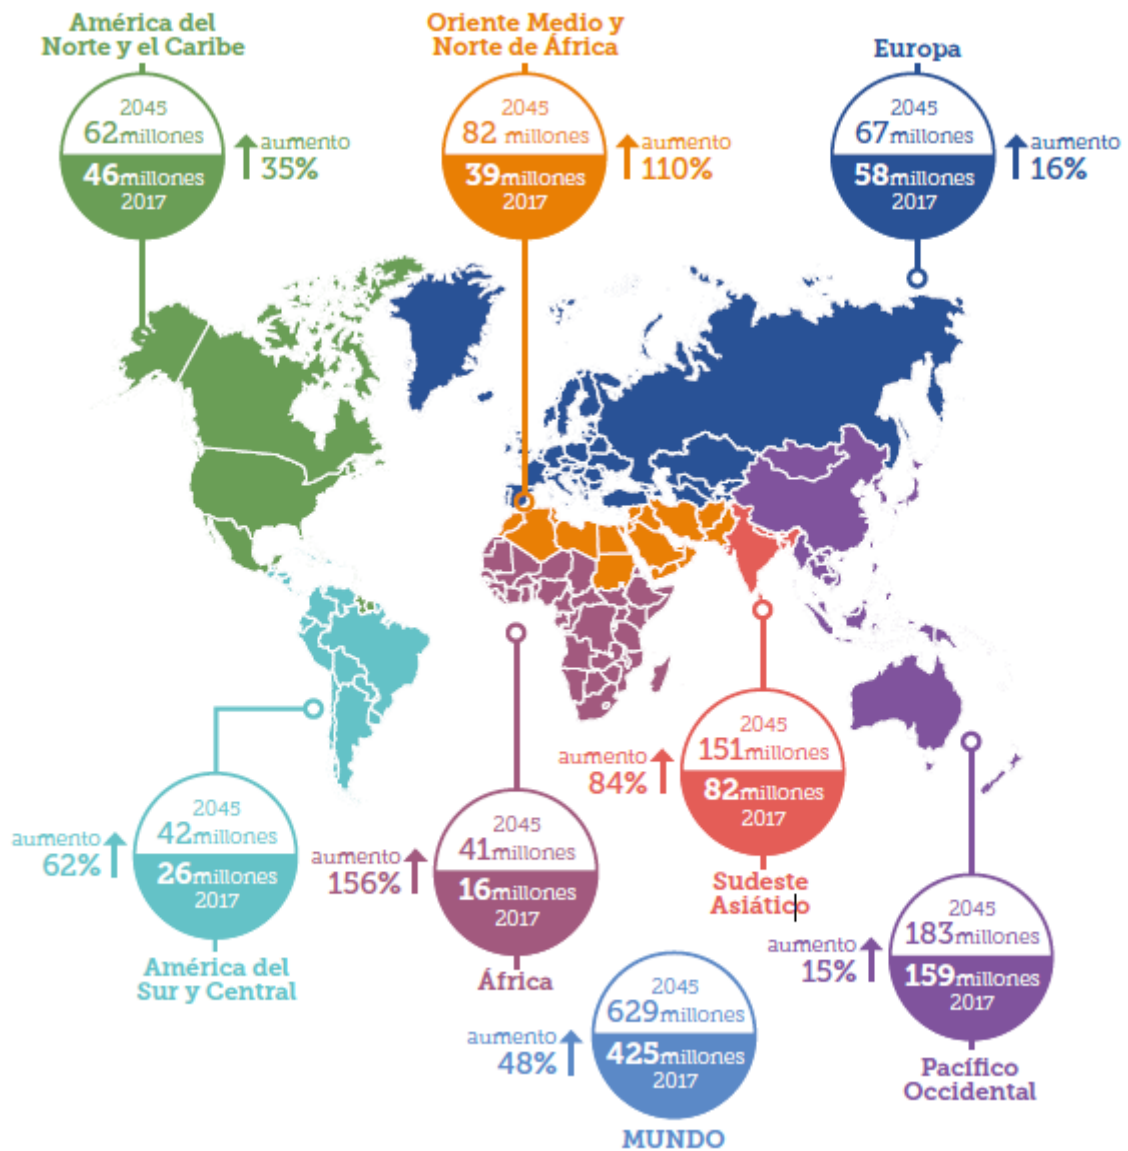 América del
Norte y el Caribe
2045
62millones
46millones
2017
aumento
35%
Oriente Medio y
Norte de África
2045
82 millones
39millones
2017
aumento
110%
Europa
2045
67millones
58millones
2017
aumento
16%
2045
42millones
26millones
2017
aumento
62%
América del
Sur y Central
2045
41millones
16millones
2017
aumento
156%
África
2045
151millones
82millones
2017
aumento
84%
Sudeste
Asiático
2045
183millones
159millones
2017
aumento
15%
Pacífico
Occidental
2045
629millones
425millones
2017
aumento
48%
MUNDO